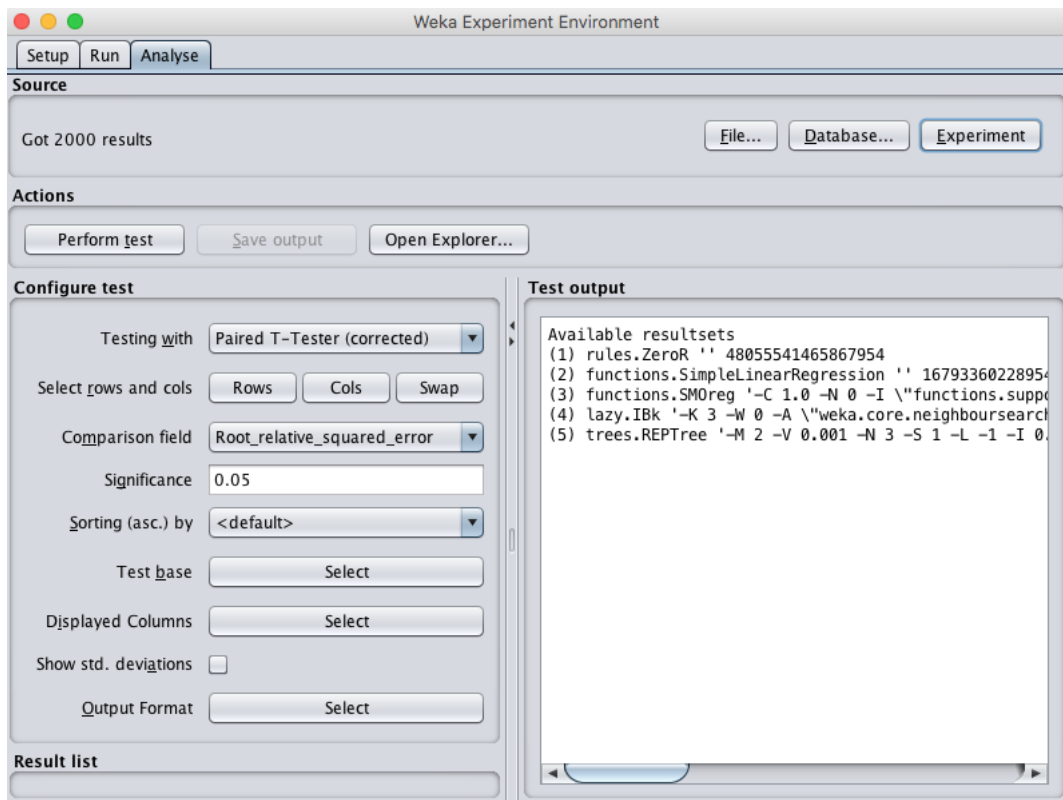 Weka Experiment Environment
Setup Run Analyse
Source
Got 2000 results File... Database... Experiment
Actions
Perform test Save output Open Explorer...
Configure test
Testing with Paired T-Tester (corrected)
Select rows and cols Rows Cols Swap
Comparison field Root_relative_squared_error
Significance 0.05
Sorting (asc.) by <default>
Test base Select
Displayed Columns Select
Show std. deviations
Output Format Select
Result list
Test output
Available resultsets
(1) rules.ZeroR '' 48055541465867954
(2) functions.SimpleLinearRegression '' 16793360228954
(3) functions.SMOreg '-C 1.0 -N 0 -I \"functions.suppo
(4) lazy.IBk '-K 3 -W 0 -A \"weka.core.neighboursearch
(5) trees.REPTree '-M 2 -V 0.001 -N 3 -S 1 -L -1 -I 0.